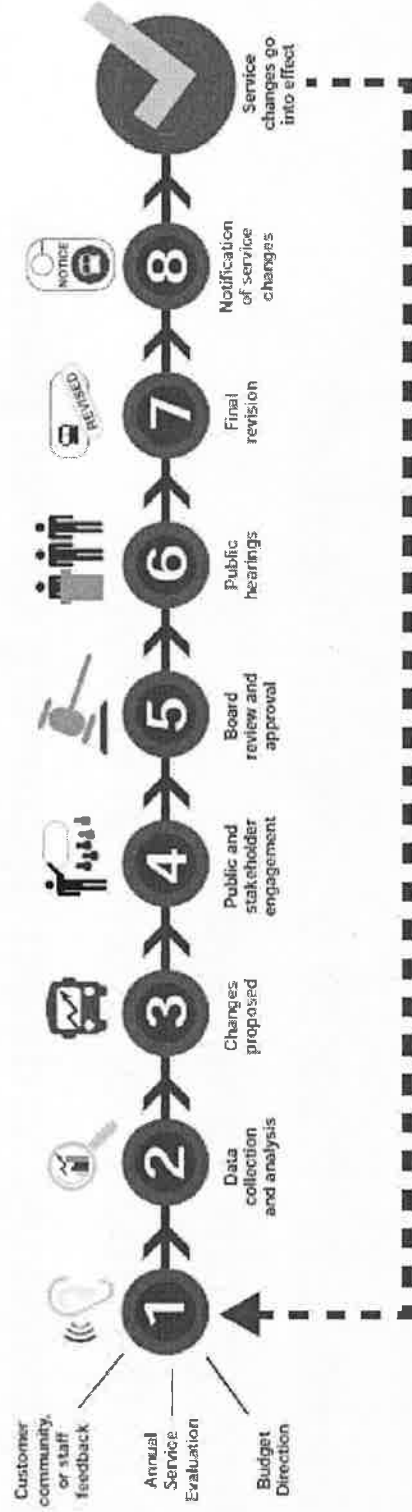 Customer
community,
or staff
feedback
Annual
Service
Evaluation
Budget
Direction
1
2
Data
collection
and analysis
3
Changes
proposed
4
Public and
stakeholder
engagement
5
Board
review and
approval
6
Public
hearings
REVISED
7
Final
revision
NOTICE
8
Notification
of service
changes
Service
changes go
into effect